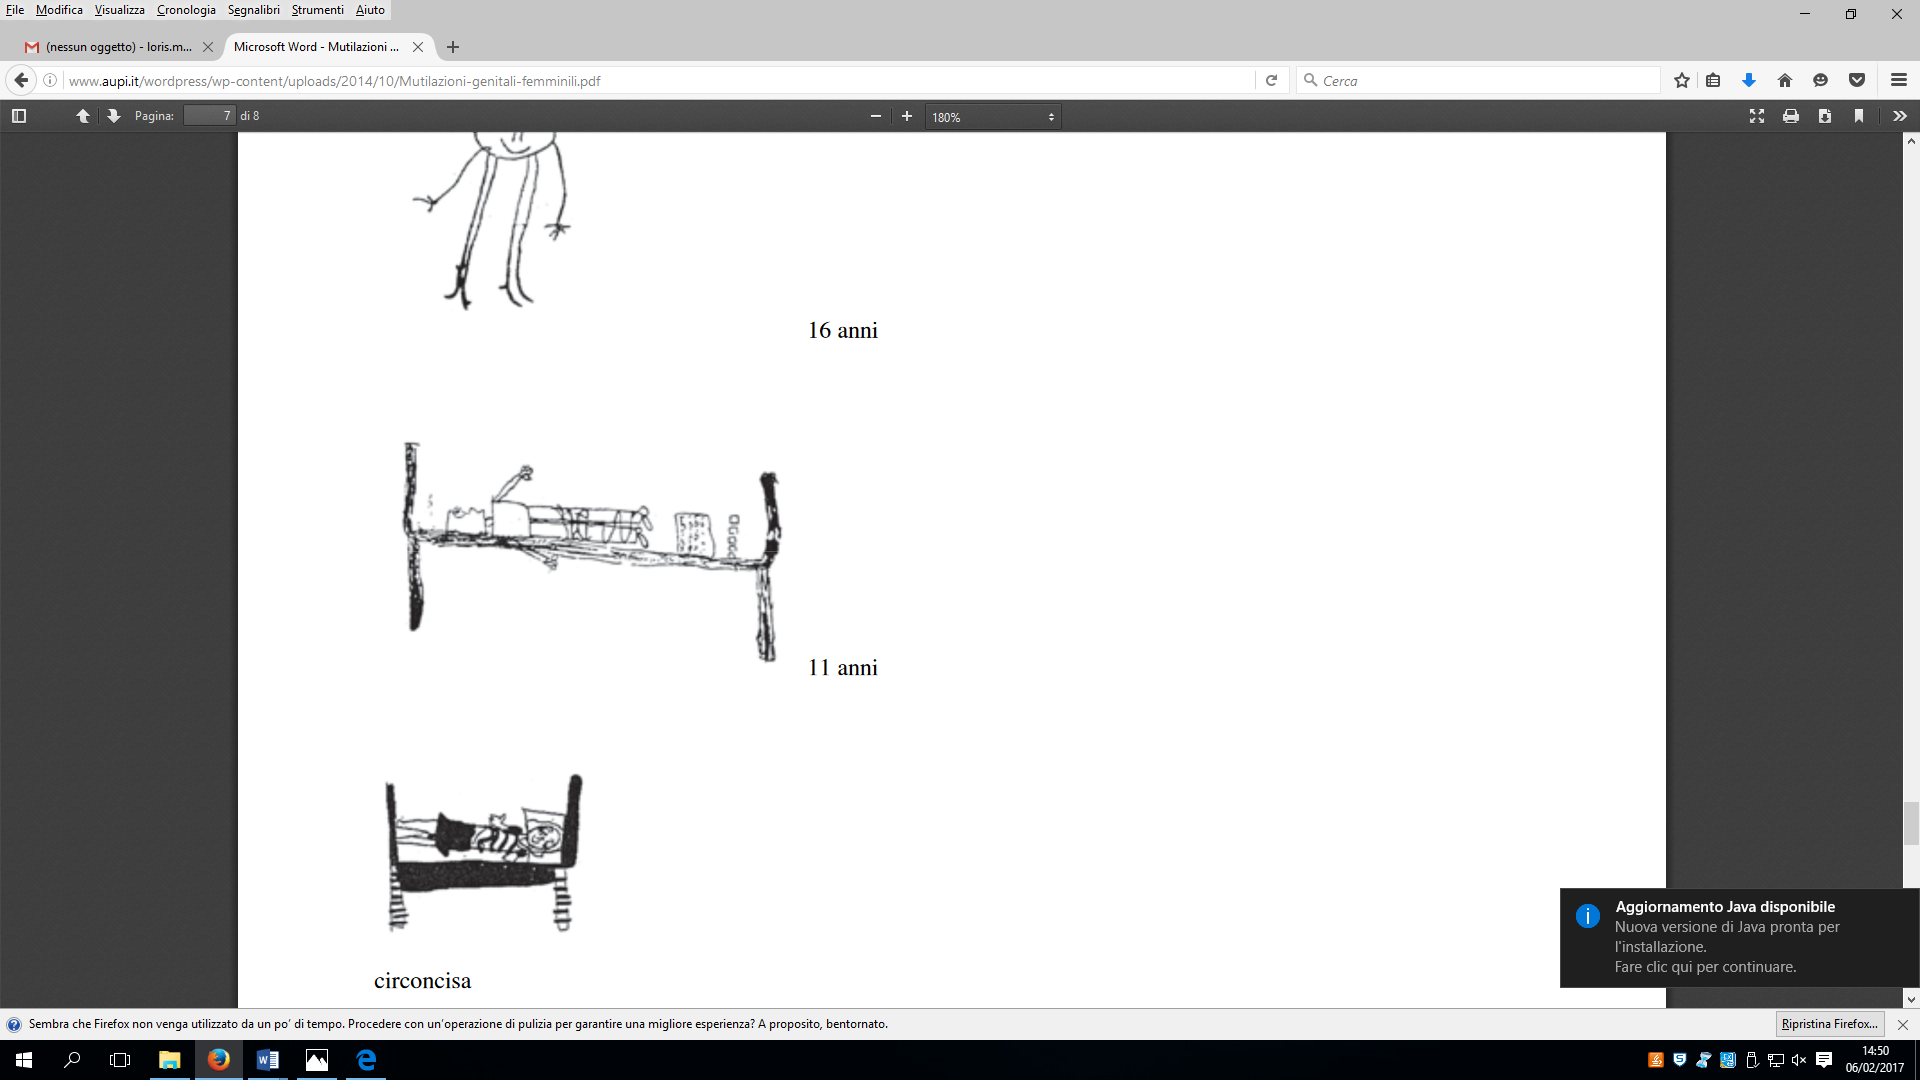 File Modifica Visualizza Cronologia Segnalibri Strumenti Aiuto
(nessun oggetto) - loris.m...
Microsoft Word - Mutilazioni ...
www.aupi.it/wordpress/wp-content/uploads/2014/10/Mutilazioni-genitali-femminili.pdf
Cerca
Pagina: 7 di 8
180%
16 anni
11 anni
circoncisa
Aggiornamento Java disponibile
Nuova versione di Java pronta per
l'installazione.
Fare clic qui per continuare.
Sembra che Firefox non venga utilizzato da un po' di tempo. Procedere con un'operazione di pulizia per garantire una migliore esperienza? A proposito, bentornato.
Ripristina Firefox...
14:50
06/02/2017